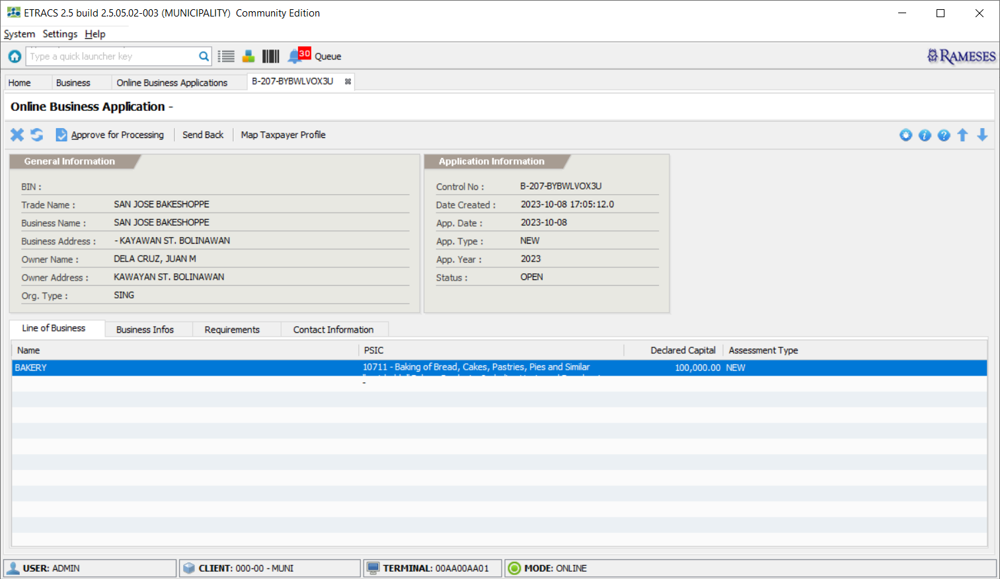 ETRACS 2.5 build 2.5.05.02-003 (MUNICIPALITY) Community Edition
System Settings Help
Type a quick launcher key 30 Queue RAMESES
Home Business Online Business Applications B-207-BYBWLVOX3U
Online Business Application -
Approve for Processing Send Back Map Taxpayer Profile
General Information
BIN :
Trade Name : SAN JOSE BAKESHOPPE
Business Name : SAN JOSE BAKESHOPPE
Business Address : - KAYAWAN ST. BOLINAWAN
Owner Name : DELA CRUZ, JUAN M
Owner Address : KAWAYAN ST. BOLINAWAN
Org. Type : SING
Application Information
Control No : B-207-BYBWLVOX3U
Date Created : 2023-10-08 17:05:12.0
App. Date : 2023-10-08
App. Type : NEW
App. Year : 2023
Status : OPEN
Line of Business Business Infos Requirements Contact Information
Name PSIC Declared Capital Assessment Type
BAKERY 10711 - Baking of Bread, Cakes, Pastries, Pies and Similar 100,000.00 NEW
-
USER: ADMIN CLIENT: 000-00 - MUNI TERMINAL: 00AA00AA01 MODE: ONLINE